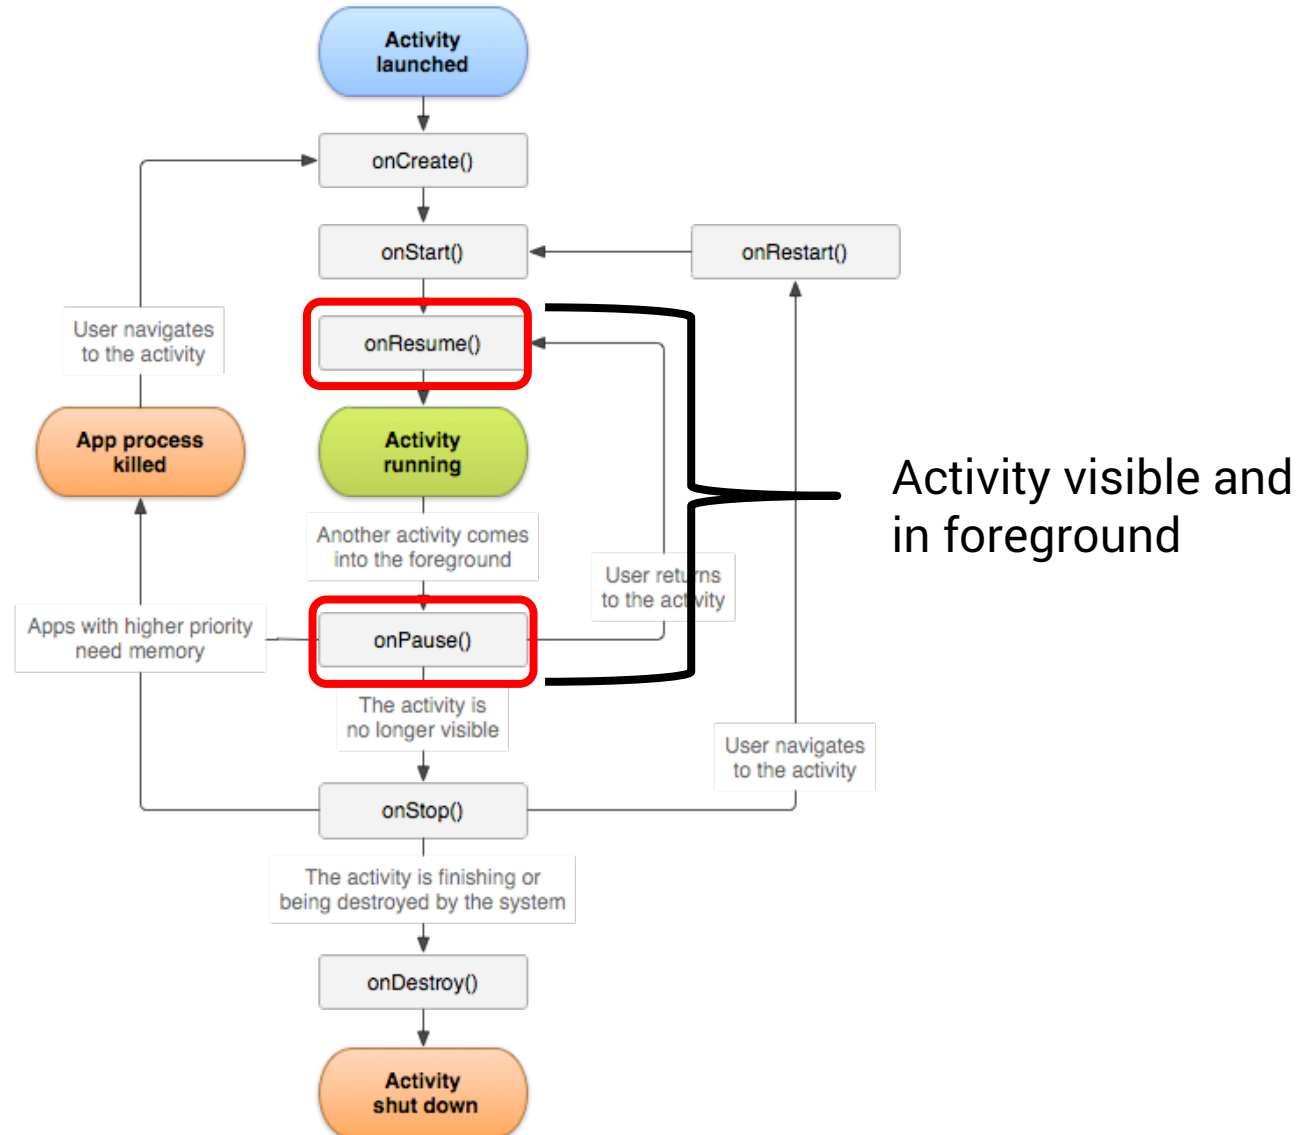 Activity
launched
onCreate()
onStart()
onRestart()
User navigates
to the activity
onResume()
App process
killed
Activity
running
Activity visible and
in foreground
Another activity comes
into the foreground
User returns
to the activity
Apps with higher priority
need memory
onPause()
The activity is
no longer visible
User navigates
to the activity
onStop()
The activity is finishing or
being destroyed by the system
onDestroy()
Activity
shut down